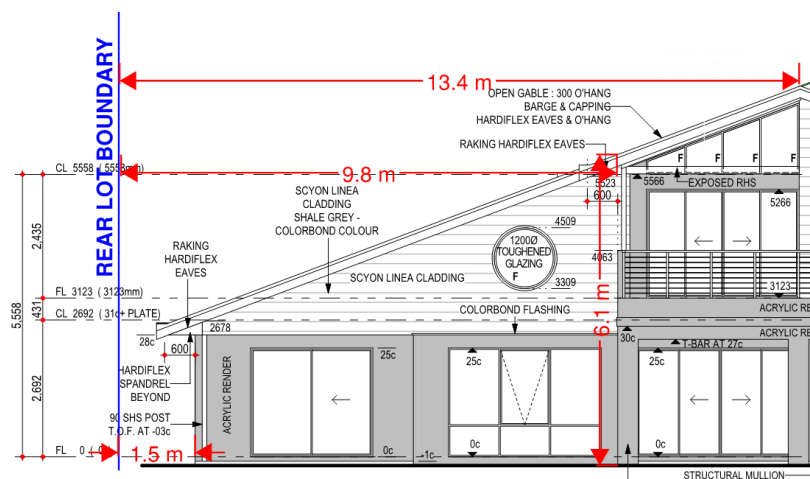 REAR LOT BOUNDARY
13.4 m
OPEN GABLE : 300 O'HANG
BARGE & CAPPING
HARDIFLEX EAVES & O'HANG
RAKING HARDIFLEX EAVES
CL 5558 (5558mm)
9.8 m
F F F F
5523
5566
EXPOSED RHS
600
5266
SCYON LINEA
CLADDING
SHALE GREY -
COLORBOND COLOUR
4509
1200Ø
TOUGHENED
GLAZING
F
4063
3309
2,435
RAKING
HARDIFLEX
EAVES
SCYON LINEA CLADDING
3123
FL 3123 (3123mm)
431
5,558
CL 2692 (31c+ PLATE)
COLORBOND FLASHING
6.1 m
ACRYLIC RE
2678
28c
30c
ACRYLIC R
T-BAR AT 27c
600
25c
25c
25c
HARDIFLEX
SPANDREL
BEYOND
2,692
ACRYLIC RENDER
90 SHS POST
T.O.F. AT -03c
FL 0 ( 0
1.5 m
0c
-1c
0c
0c
STRUCTURAL MULLION